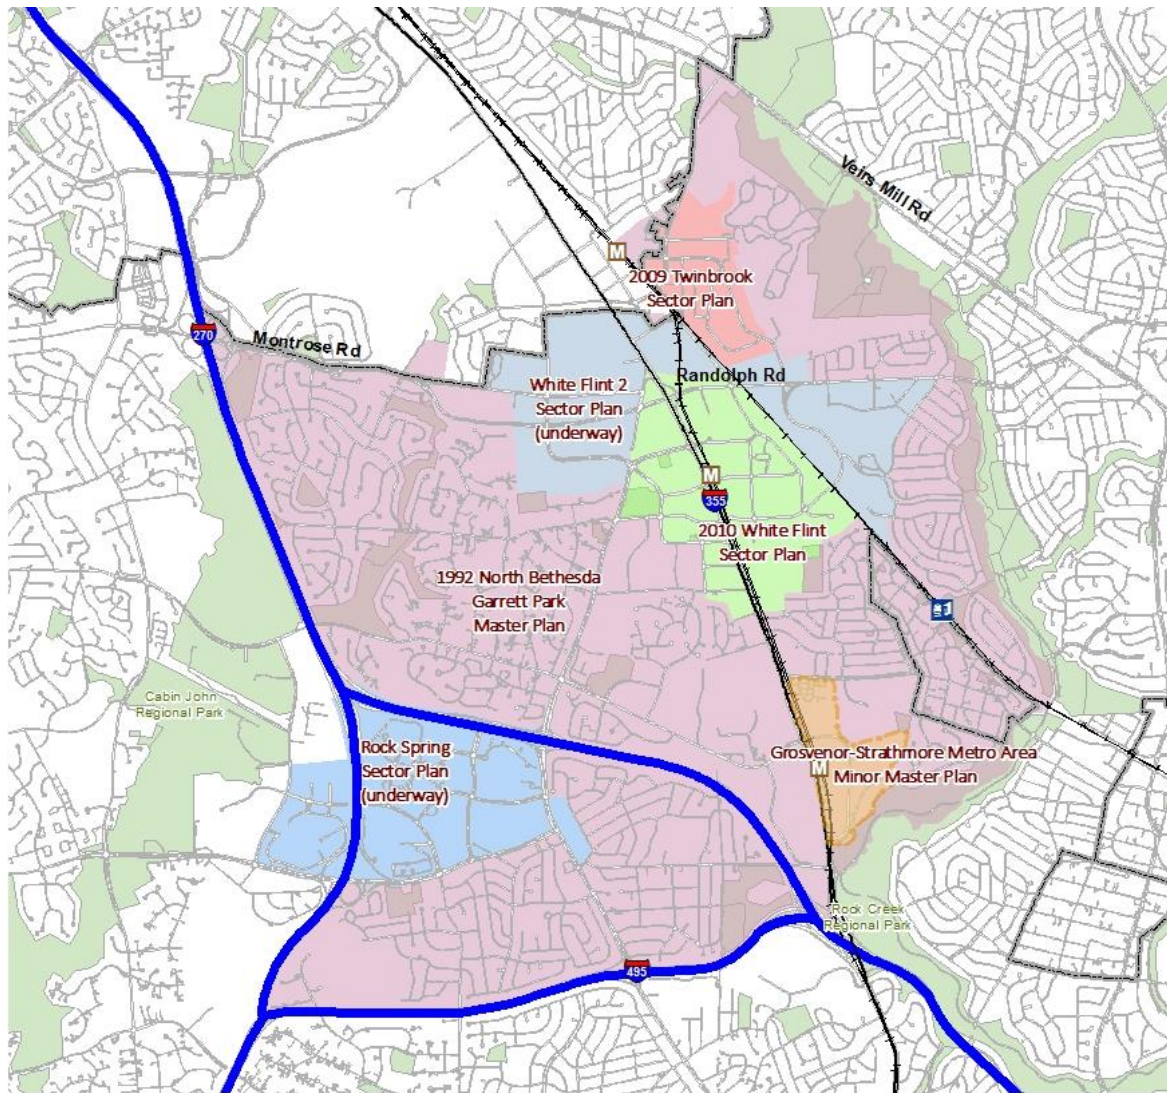 Veirs Mill Rd
M
2009 Twinbrook
Sector Plan
270
Montrose Rd
Randolph Rd
White Flint 2
Sector Plan
(underway)
M
355
2010 White Flint
Sector Plan
1992 North Bethesda
Garrett Park
Master Plan
Cabin John
Regional Park
Rock Spring
Sector Plan
(underway)
Grosvenor-Strathmore Metro Area
Minor Master Plan
M
Rock Creek
Regional Park
495